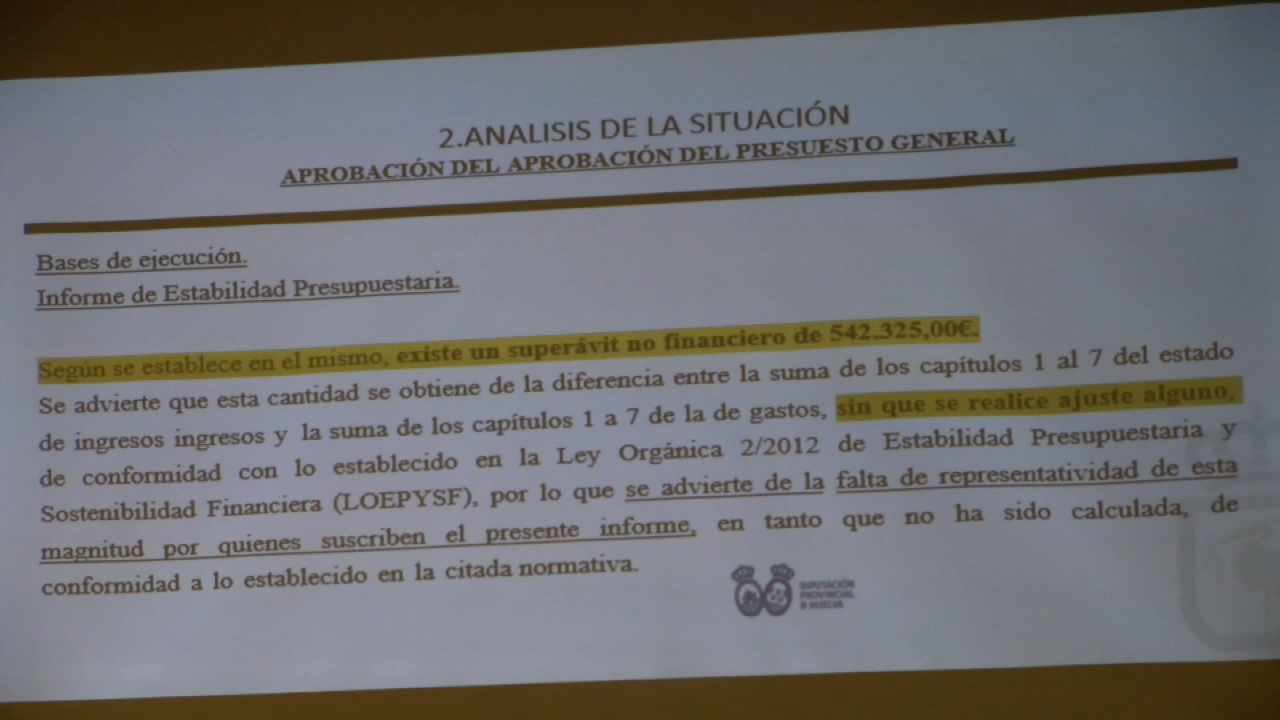 2.ANALISIS DE LA SITUACIÓN
APROBACIÓN DEL APROBACIÓN DEL PRESUESTO GENERAL
Bases de ejecución.
Informe de Estabilidad Presupuestaria.
Según se establece en el mismo, existe un superávit no financiero de 542.325,00€.
Se advierte que esta cantidad se obtiene de la diferencia entre la suma de los capítulos 1 al 7 del estado
de ingresos ingresos y la suma de los capítulos 1 a 7 de la de gastos, sin que se realice ajuste alguno,
de conformidad con lo establecido en la Ley Orgánica 2/2012 de Estabilidad Presupuestaria y
Sostenibilidad Financiera (LOEPYSF), por lo que se advierte de la falta de representatividad de esta
magnitud por quienes suscriben el presente informe, en tanto que no ha sido calculada, de
conformidad a lo establecido en la citada normativa.
DIPUTACIÓN
PROVINCIAL
D HUELVA